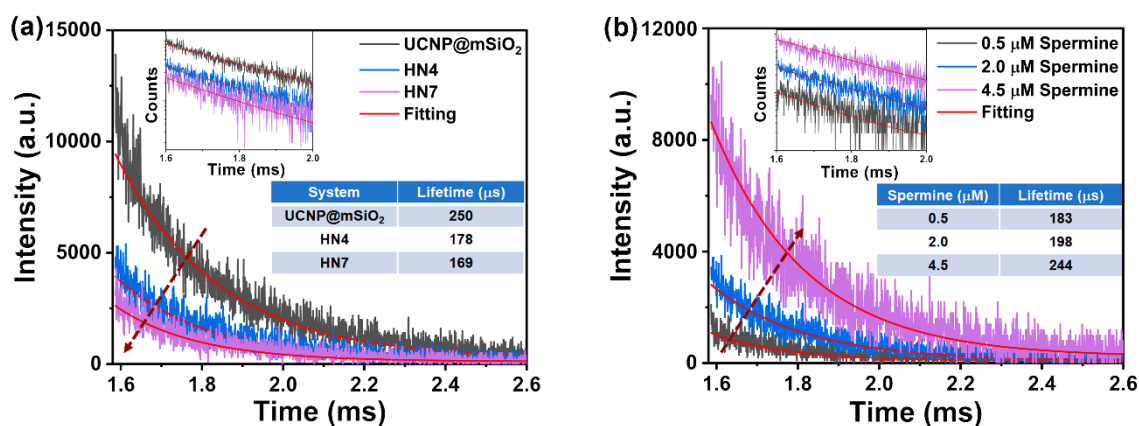 (a)
15000
10000
5000
0
Intensity (a.u.)
1.6 1.8 2.0 2.2 2.4 2.6
Time (ms)
Counts
1.6 1.8 2.0
Time (ms)
UCNP@mSiO₂
HN4
HN7
Fitting
System Lifetime (μs)
UCNP@mSiO₂ 250
HN4 178
HN7 169
(b)
12000
8000
4000
0
Intensity (a.u.)
1.6 1.8 2.0 2.2 2.4 2.6
Time (ms)
Counts
1.6 1.8 2.0
Time (ms)
0.5 μM Spermine
2.0 μM Spermine
4.5 μM Spermine
Fitting
Spermine (μM) Lifetime (μs)
0.5 183
2.0 198
4.5 244